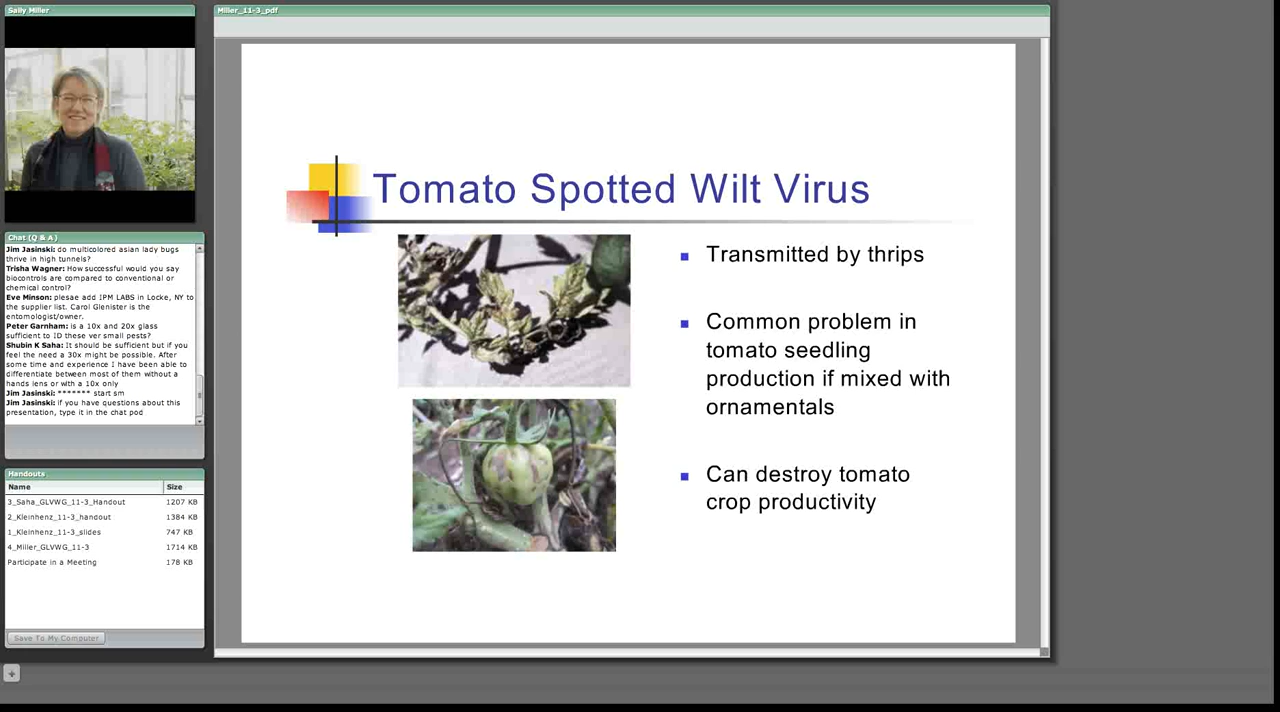 Sally Miller
Miller_11-3_pdf
Tomato Spotted Wilt Virus
Transmitted by thrips
Common problem in
tomato seedling
production if mixed with
ornamentals
Can destroy tomato
crop productivity
Chat (Q & A)
Jim Jasinski: do multicolored asian lady bugs
thrive in high tunnels?
Trisha Wagner: How successful would you say
biocontrols are compared to conventional or
chemical control?
Eve Minson: plesae add IPM LABS in Locke, NY to
the supplier list. Carol Glenister is the
entomologist/owner.
Peter Garnham: is a 10x and 20x glass
sufficient to ID these ver small pests?
Shubin K Saha: It should be sufficient but if you
feel the need a 30x might be possible. After
some time and experience I have been able to
differentiate between most of them without a
hands lens or with a 10x only
Jim Jasinski: ******* start sm
Jim Jasinski: if you have questions about this
presentation, type it in the chat pod
Handouts
Name Size
3_Saha_GLVWG_11-3_Handout 1207 KB
2_Kleinhenz_11-3_handout 1384 KB
1_Kleinhenz_11-3_slides 747 KB
4_Miller_GLVWG_11-3 1714 KB
Participate in a Meeting 178 KB
Save To My Computer